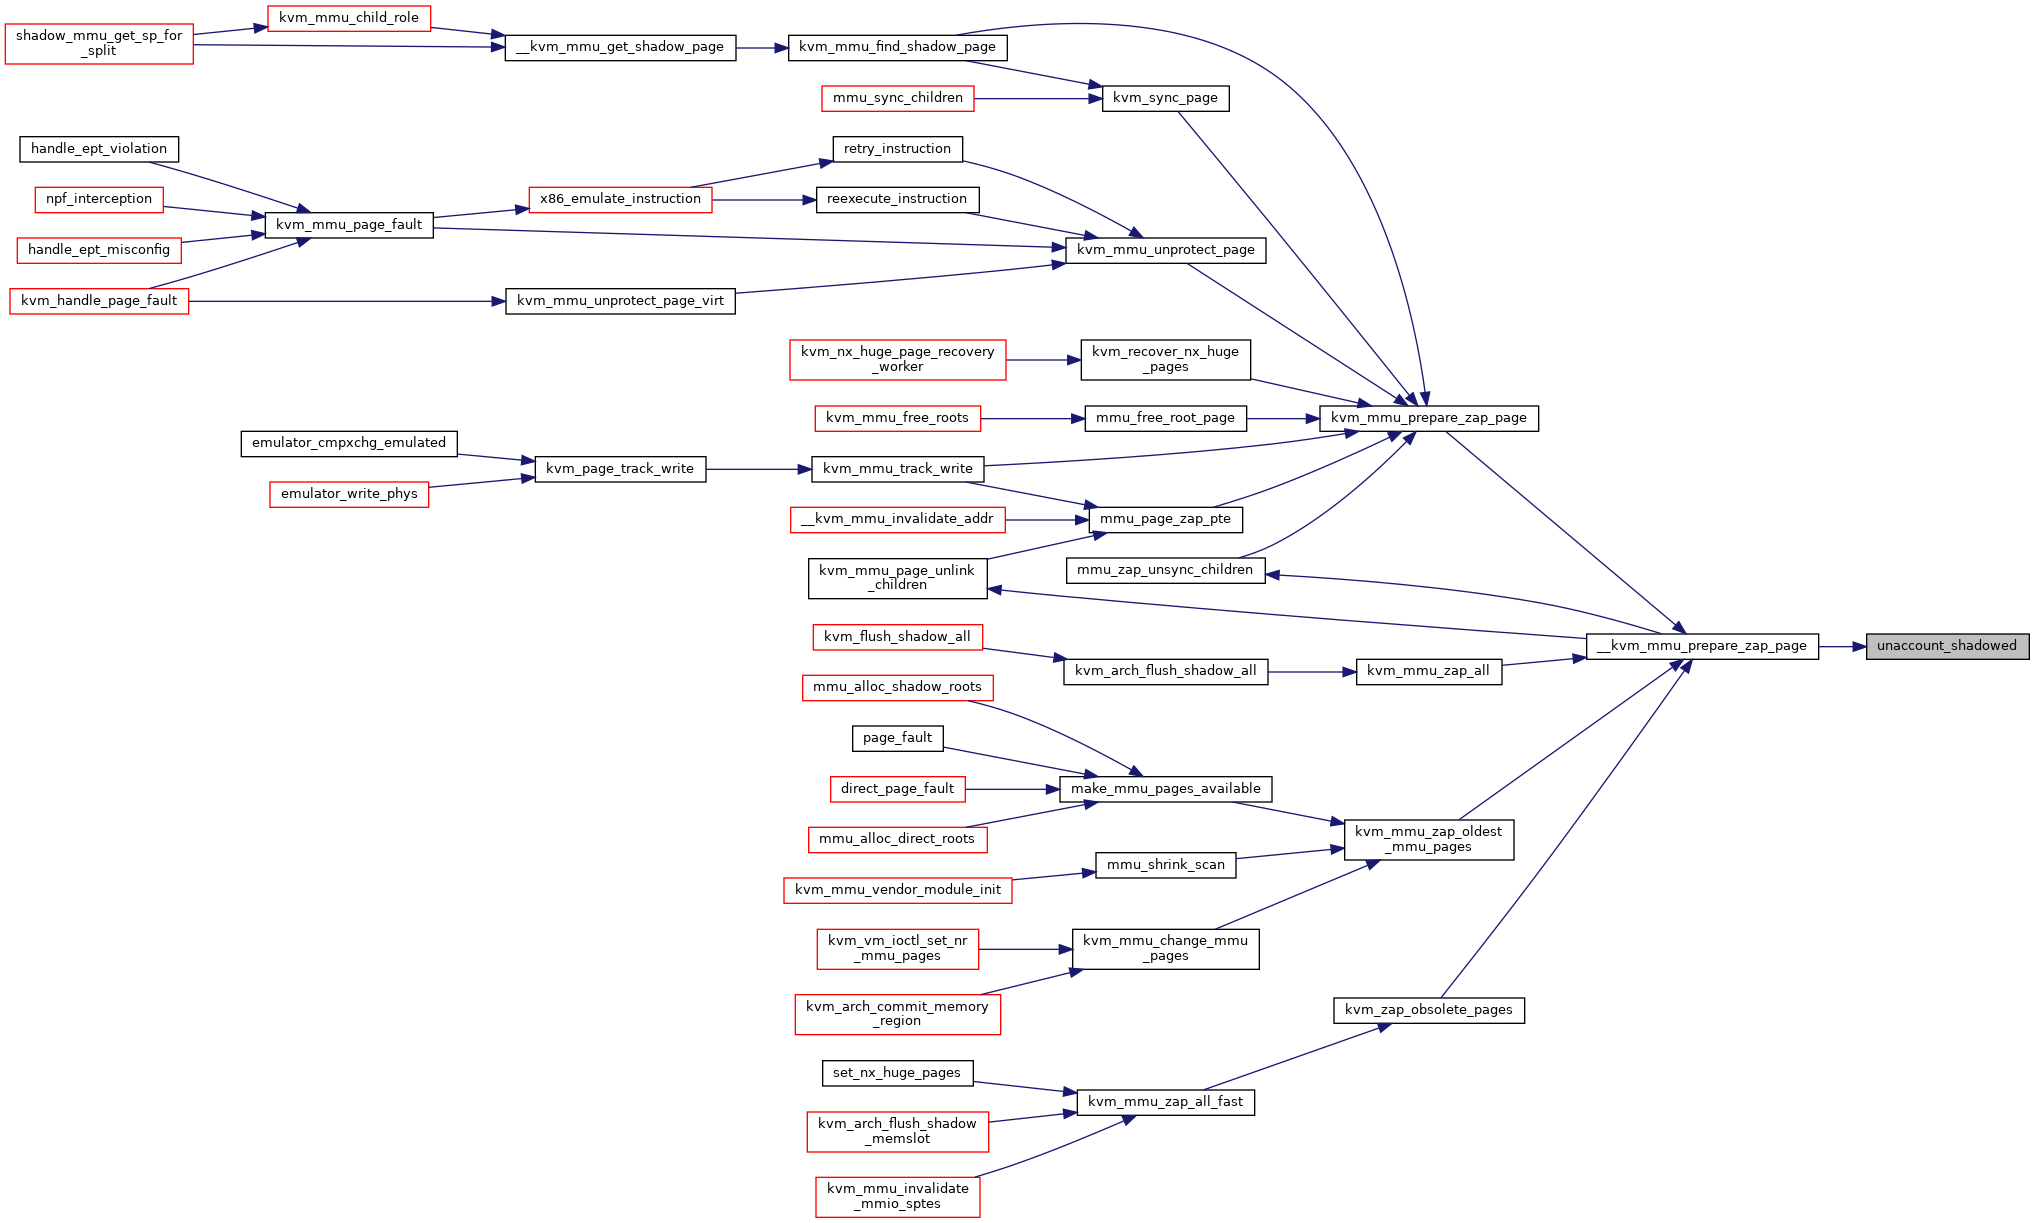 kvm_mmu_child_role
shadow_mmu_get_sp_for
_split
__kvm_mmu_get_shadow_page
kvm_mmu_find_shadow_page
mmu_sync_children
kvm_sync_page
handle_ept_violation
retry_instruction
npf_interception
x86_emulate_instruction
reexecute_instruction
kvm_mmu_page_fault
handle_ept_misconfig
kvm_mmu_unprotect_page
kvm_handle_page_fault
kvm_mmu_unprotect_page_virt
kvm_nx_huge_page_recovery
_worker
kvm_recover_nx_huge
_pages
kvm_mmu_free_roots
mmu_free_root_page
kvm_mmu_prepare_zap_page
emulator_cmpxchg_emulated
kvm_page_track_write
kvm_mmu_track_write
emulator_write_phys
__kvm_mmu_invalidate_addr
mmu_page_zap_pte
kvm_mmu_page_unlink
_children
mmu_zap_unsync_children
kvm_flush_shadow_all
__kvm_mmu_prepare_zap_page
unaccount_shadowed
kvm_arch_flush_shadow_all
kvm_mmu_zap_all
mmu_alloc_shadow_roots
page_fault
direct_page_fault
make_mmu_pages_available
mmu_alloc_direct_roots
kvm_mmu_zap_oldest
_mmu_pages
mmu_shrink_scan
kvm_mmu_vendor_module_init
kvm_vm_ioctl_set_nr
_mmu_pages
kvm_mmu_change_mmu
_pages
kvm_arch_commit_memory
_region
kvm_zap_obsolete_pages
set_nx_huge_pages
kvm_mmu_zap_all_fast
kvm_arch_flush_shadow
_memslot
kvm_mmu_invalidate
_mmio_sptes